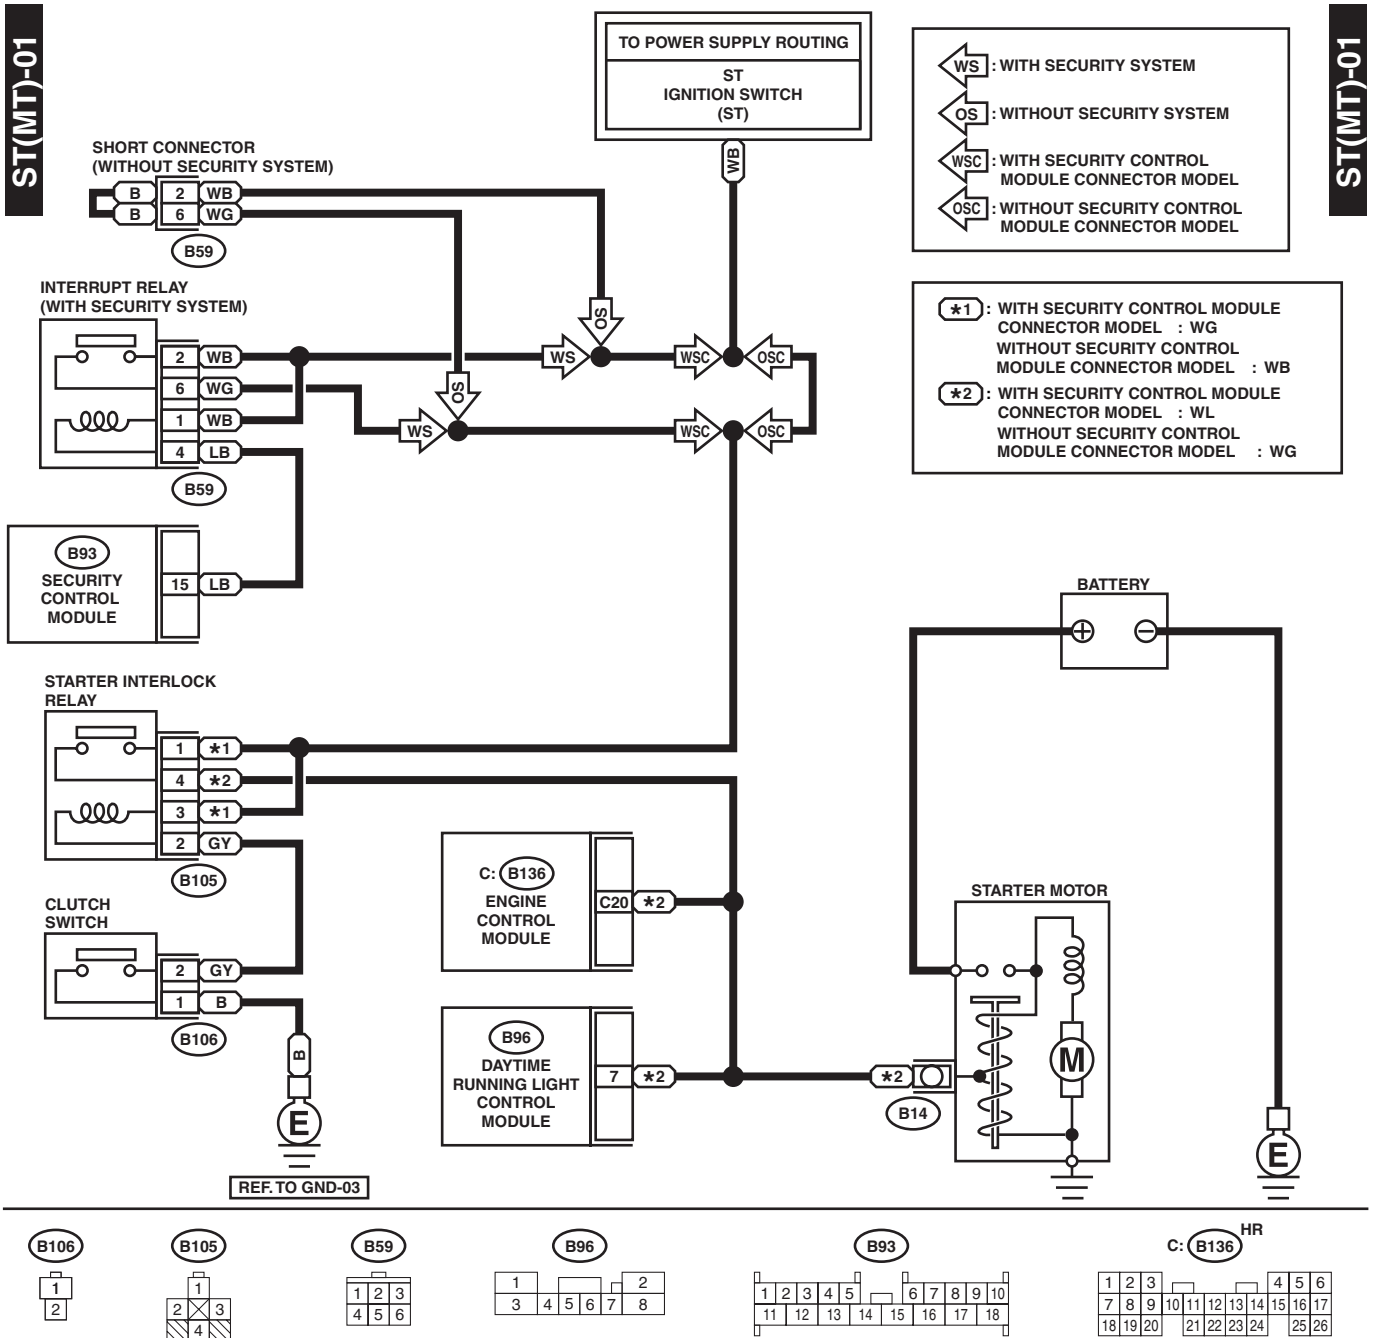 ST(MT)-01
TO POWER SUPPLY ROUTING
ST
IGNITION SWITCH
(ST)
WB
WS : WITH SECURITY SYSTEM
OS : WITHOUT SECURITY SYSTEM
WSC : WITH SECURITY CONTROL
MODULE CONNECTOR MODEL
OSC : WITHOUT SECURITY CONTROL
MODULE CONNECTOR MODEL
ST(MT)-01
SHORT CONNECTOR
(WITHOUT SECURITY SYSTEM)
B 2 WB
B 6 WG
B59
INTERRUPT RELAY
(WITH SECURITY SYSTEM)
2 WB
6 WG
1 WB
4 LB
B59
OS
WS
WSC
OSC
OS
WS
WSC
OSC
*1 : WITH SECURITY CONTROL MODULE
CONNECTOR MODEL : WG
WITHOUT SECURITY CONTROL
MODULE CONNECTOR MODEL : WB
*2 : WITH SECURITY CONTROL MODULE
CONNECTOR MODEL : WL
WITHOUT SECURITY CONTROL
MODULE CONNECTOR MODEL : WG
B93
SECURITY
CONTROL
MODULE
15 LB
BATTERY
+ −
STARTER INTERLOCK
RELAY
1 *1
4 *2
3 *1
2 GY
B105
CLUTCH
SWITCH
2 GY
1 B
B106
B
E
REF. TO GND-03
C: B136
ENGINE
CONTROL
MODULE
C20 *2
B96
DAYTIME
RUNNING LIGHT
CONTROL
MODULE
7 *2
*2
B14
STARTER MOTOR
M
E
B106
1
2
B105
1
2 3
4
B59
1 2 3
4 5 6
B96
1 2
3 4 5 6 7 8
B93
1 2 3 4 5 6 7 8 9 10
11 12 13 14 15 16 17 18
C: B136 HR
1 2 3 4 5 6
7 8 9 10 11 12 13 14 15 16 17
18 19 20 21 22 23 24 25 26